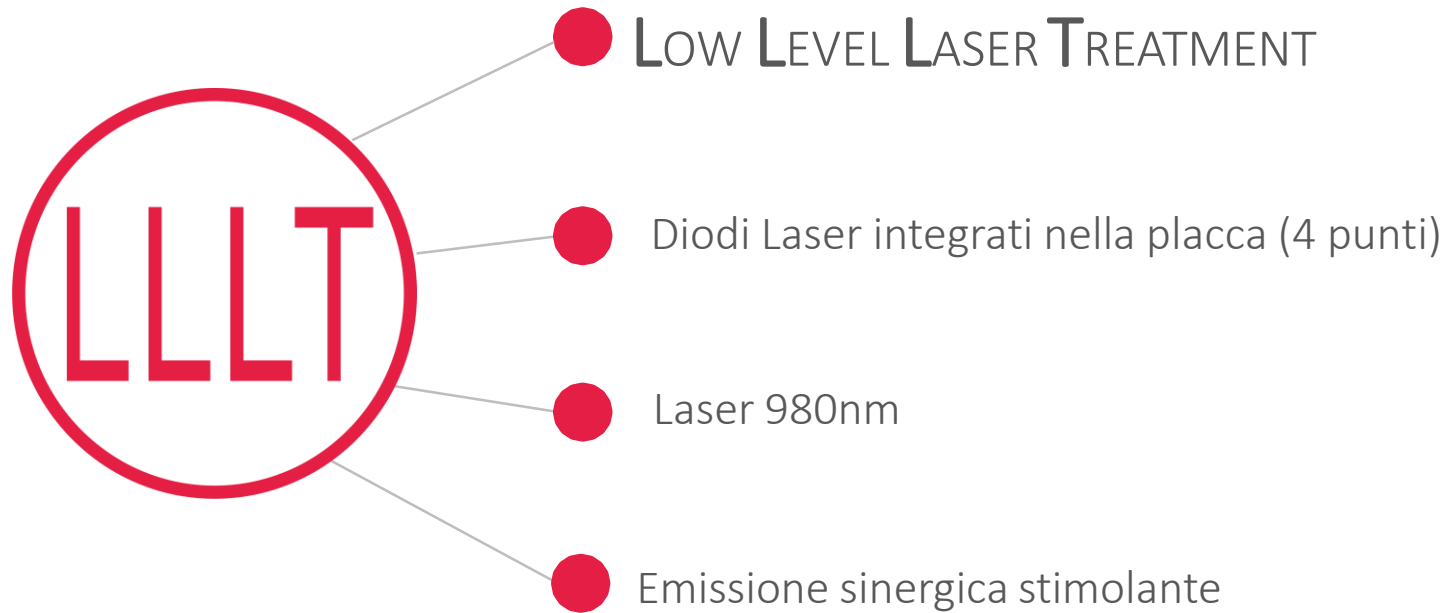 LOW LEVEL LASER TREATMENT
LLLT
Diodi Laser integrati nella placca (4 punti)
Laser 980nm
Emissione sinergica stimolante